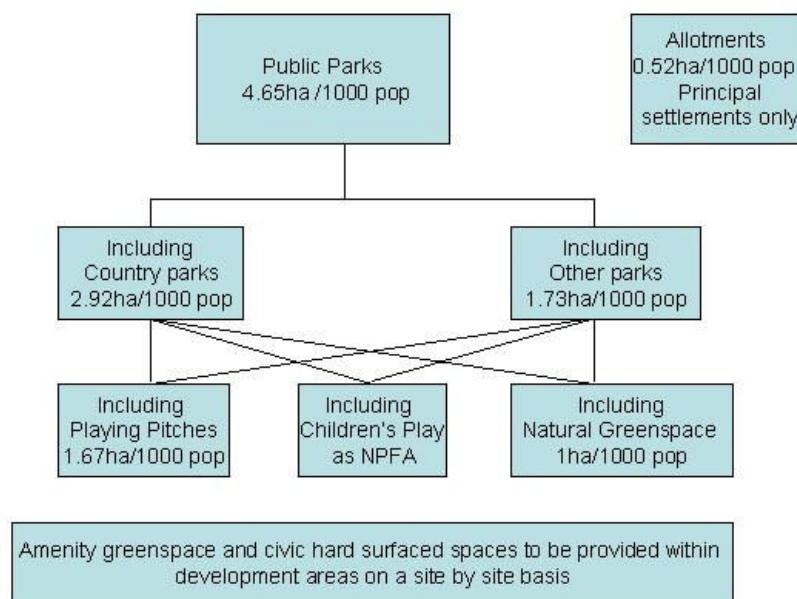 Public Parks
4.65ha /1000 pop
Allotments
0.52ha/1000 pop
Principal
settlements only
Including
Country parks
2.92ha/1000 pop
Including
Other parks
1.73ha/1000 pop
Including
Playing Pitches
1.67ha/1000 pop
Including
Children's Play
as NPFA
Including
Natural Greenspace
1ha/1000 pop
Amenity greenspace and civic hard surfaced spaces to be provided within
development areas on a site by site basis